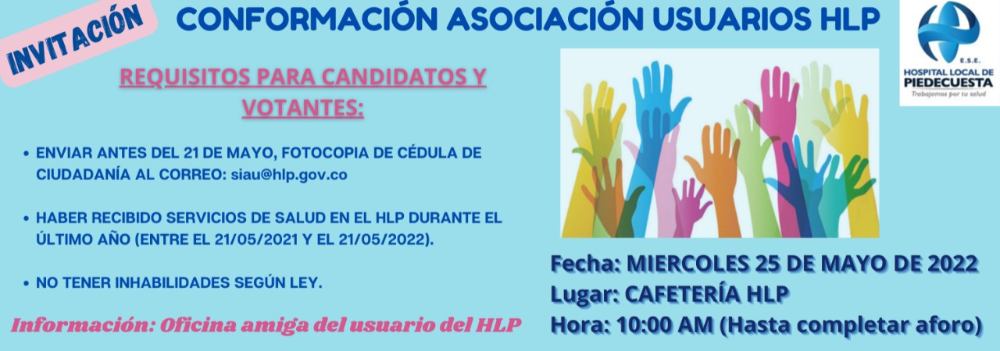 INVITACIÓN
CONFORMACIÓN ASOCIACIÓN USUARIOS HLP
E.S.E.
HOSPITAL LOCAL DE
PIEDECUESTA
Trabajamos por tu salud
REQUISITOS PARA CANDIDATOS Y
VOTANTES:
• ENVIAR ANTES DEL 21 DE MAYO, FOTOCOPIA DE CÉDULA DE
CIUDADANÍA AL CORREO: siau@hlp.gov.co
• HABER RECIBIDO SERVICIOS DE SALUD EN EL HLP DURANTE EL
ÚLTIMO AÑO (ENTRE EL 21/05/2021 Y EL 21/05/2022).
• NO TENER INHABILIDADES SEGÚN LEY.
Información: Oficina amiga del usuario del HLP
Fecha: MIERCOLES 25 DE MAYO DE 2022
Lugar: CAFETERÍA HLP
Hora: 10:00 AM (Hasta completar aforo)